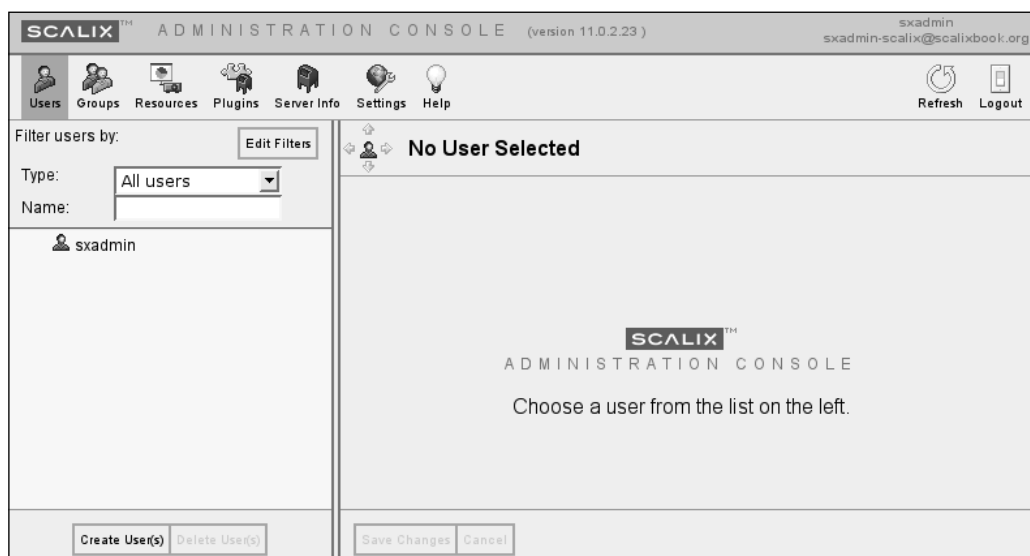 SCALIX™ ADMINISTRATION CONSOLE (version 11.0.2.23 )
sxadmin
sxadmin-scalix@scalixbook.org
Users Groups Resources Plugins Server Info Settings Help Refresh Logout
Filter users by:
Edit Filters
Type: All users
Name:
sxadmin
Create User(s) Delete User(s)
No User Selected
SCALIX™
ADMINISTRATION CONSOLE
Choose a user from the list on the left.
Save Changes Cancel